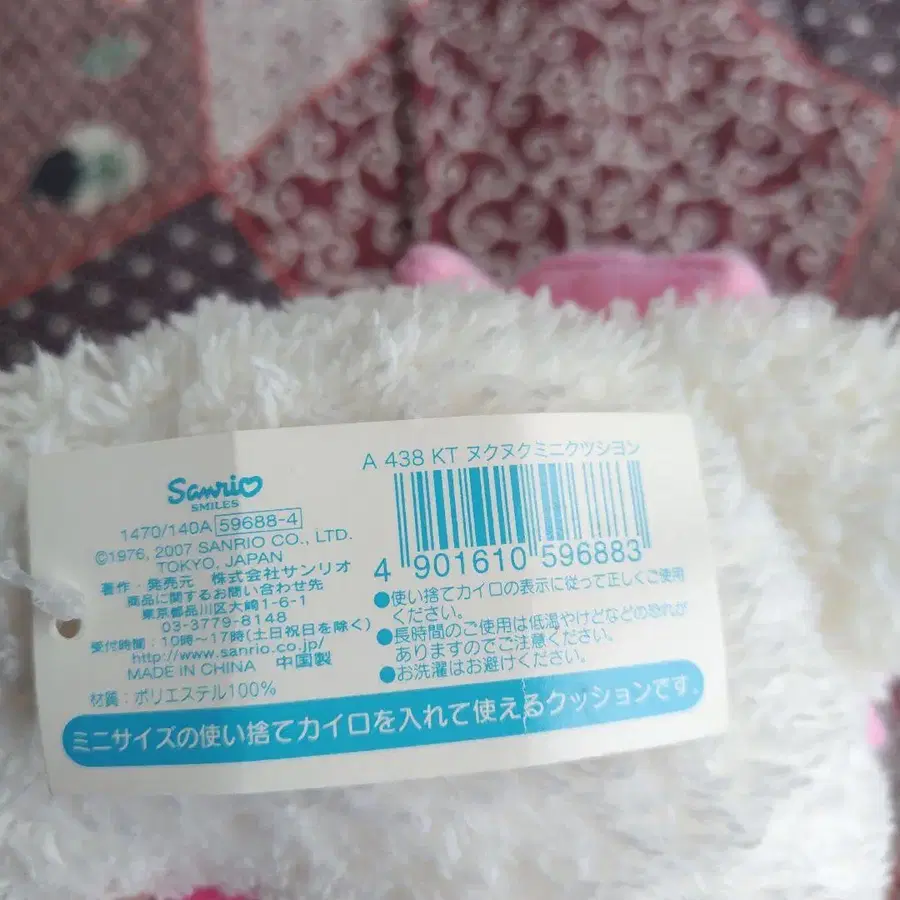 Sanrio
SMILES
1470/140A 59688-4
©1976, 2007 SANRIO CO., LTD.
TOKYO, JAPAN
著作・発売元 株式会社サンリオ
商品に関するお問い合わせ先
東京都品川区大崎1-6-1
03-3779-8148
受付時間：10時〜17時(土日祝日を除く)
http://www.sanrio.co.jp/
MADE IN CHINA 中国製
材質：ポリエステル100%
A 438 KT ヌクヌクミニクツシヨン
4 901610 596883
●使い捨てカイロの表示に従って正しくご使用
ください。
●長時間のご使用は低温やけどなどの恐れが
ありますのでご注意ください。
●お洗濯はお避けください。
ミニサイズの使い捨てカイロを入れて使えるクッションです。